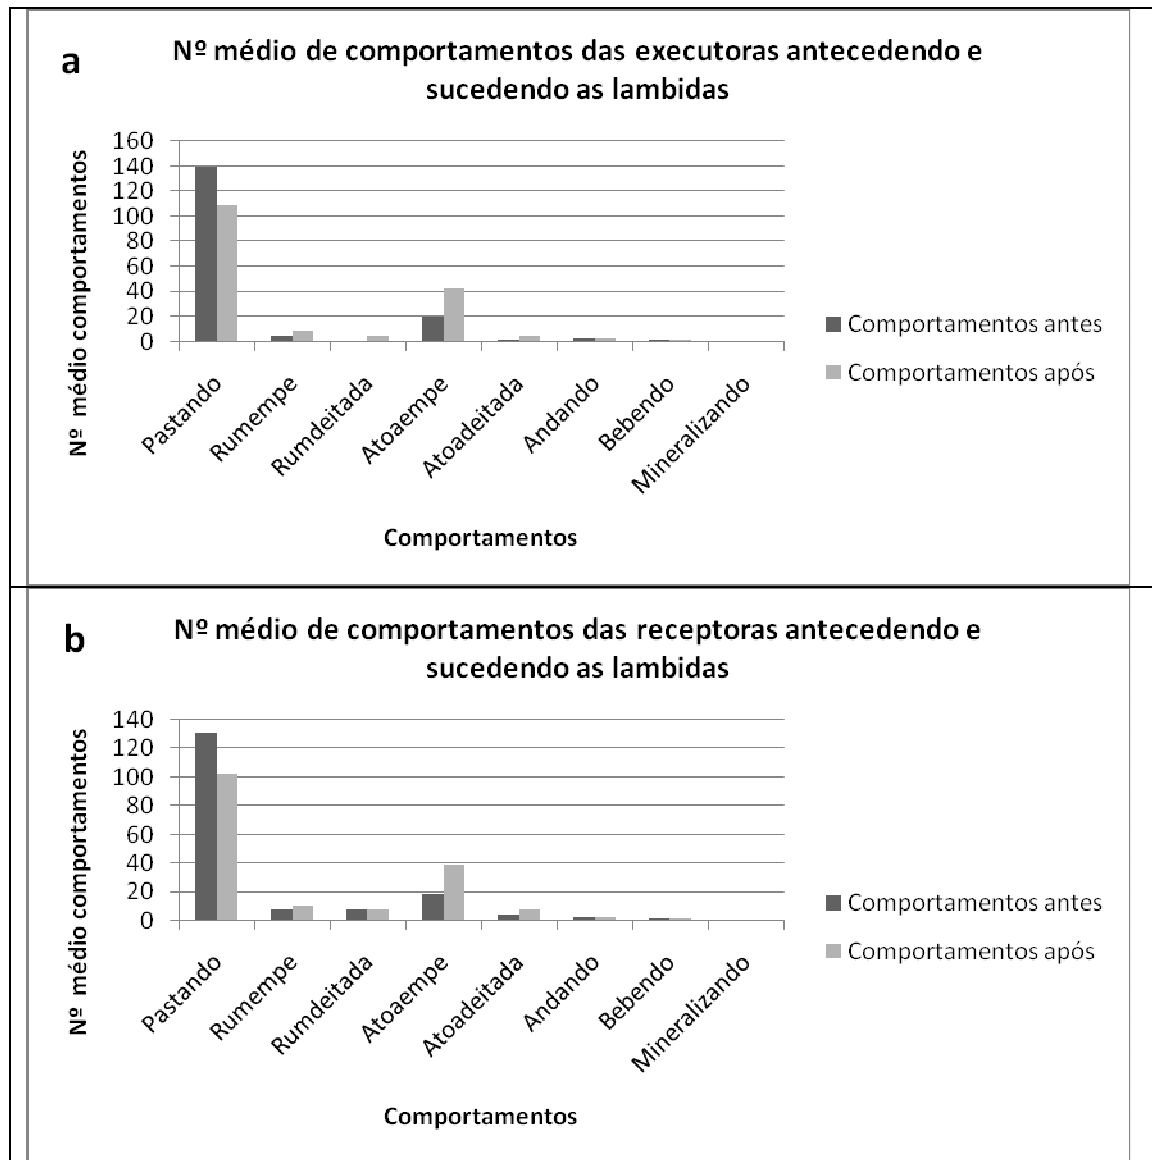 a
Nº médio de comportamentos das executoras antecedendo e
sucedendo as lambidas
Nº médio comportamentos
160
140
120
100
80
60
40
20
0
Pastando
Rumempe
Rumdeitada
Atoaempe
Atoadeitada
Andando
Bebendo
Mineralizando
Comportamentos
Comportamentos antes
Comportamentos após
b
Nº médio de comportamentos das receptoras antecedendo e
sucedendo as lambidas
Nº médio comportamentos
140
120
100
80
60
40
20
0
Pastando
Rumempe
Rumdeitada
Atoaempe
Atoadeitada
Andando
Bebendo
Mineralizando
Comportamentos
Comportamentos antes
Comportamentos após